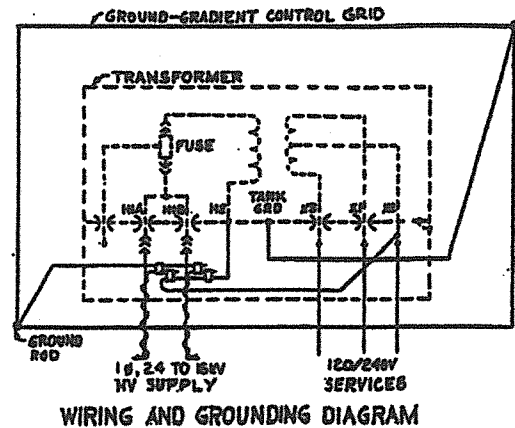 GROUND-GRADIENT CONTROL GRID
TRANSFORMER
FUSE
H1A
H1B
H2
TANK
GRD
X3
X1
X2
GROUND
ROD
1Ø, 2.4 TO 15KV
HV SUPPLY
120/240V
SERVICES
WIRING AND GROUNDING DIAGRAM